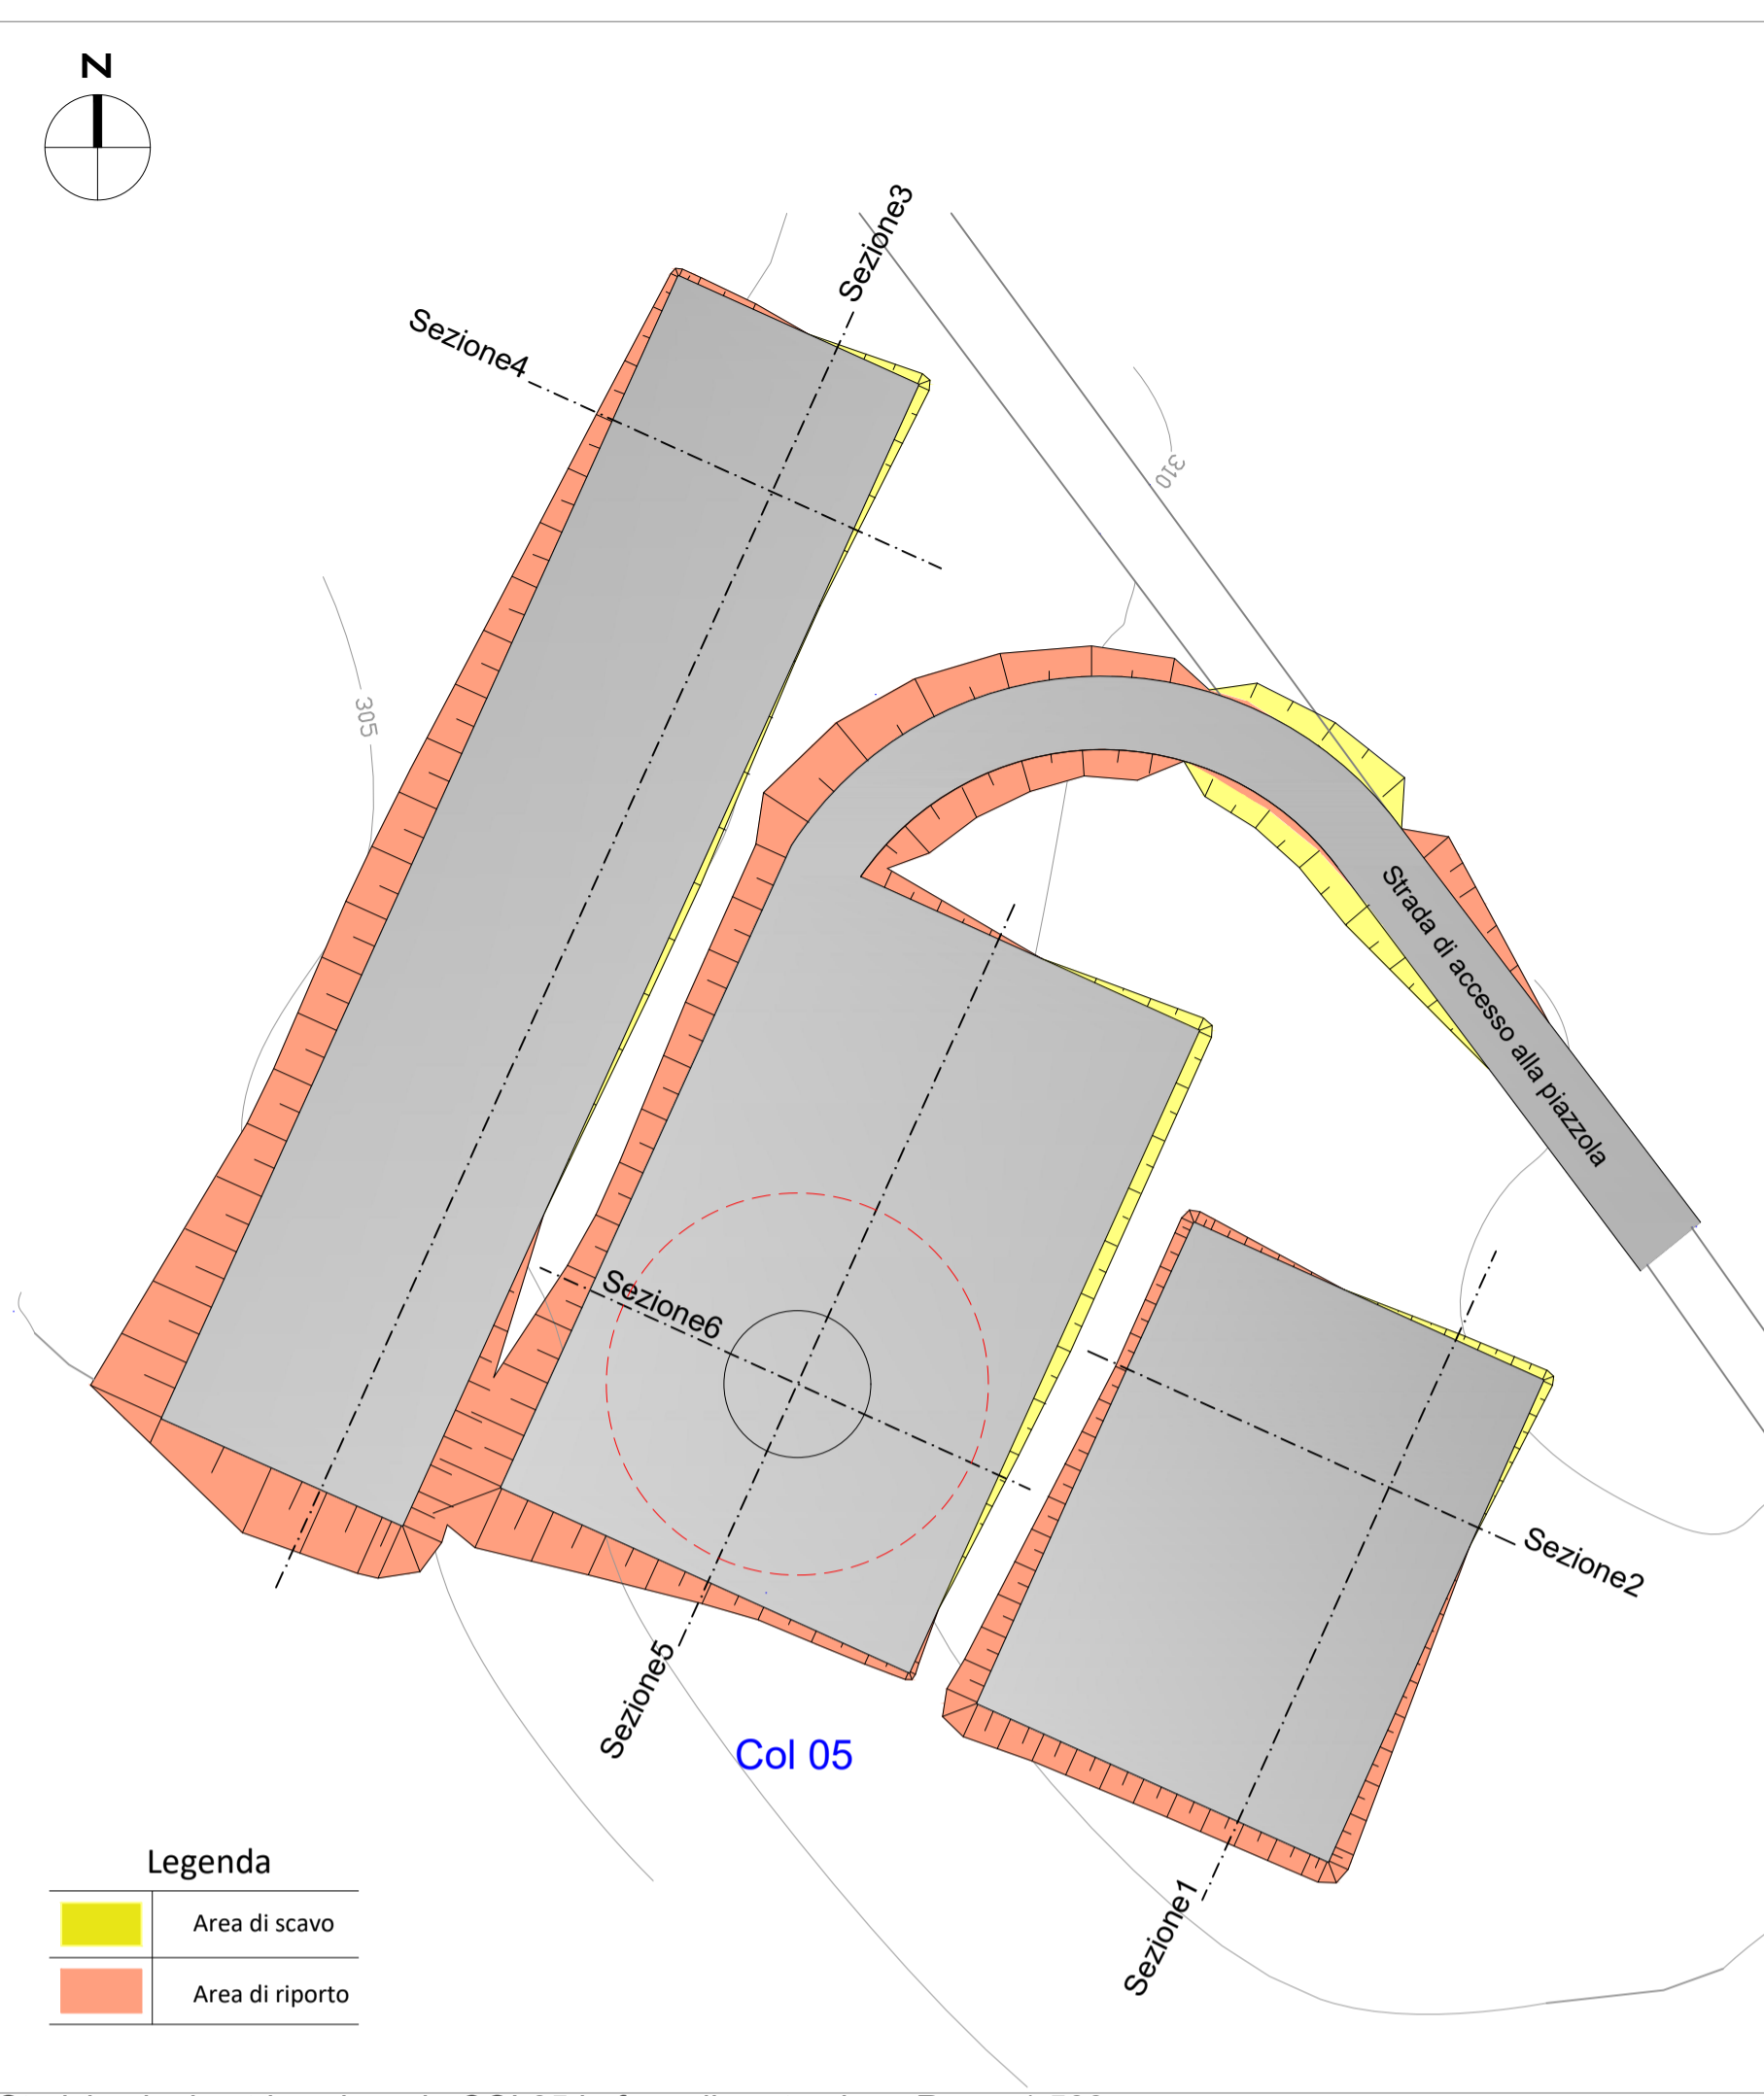 N
Sezione3
Sezione4
310
305
Strada di accesso alla piazzola
Sezione6
Sezione2
Sezione5
Col 05
Sezione1
Legenda
Area di scavo
Area di riporto